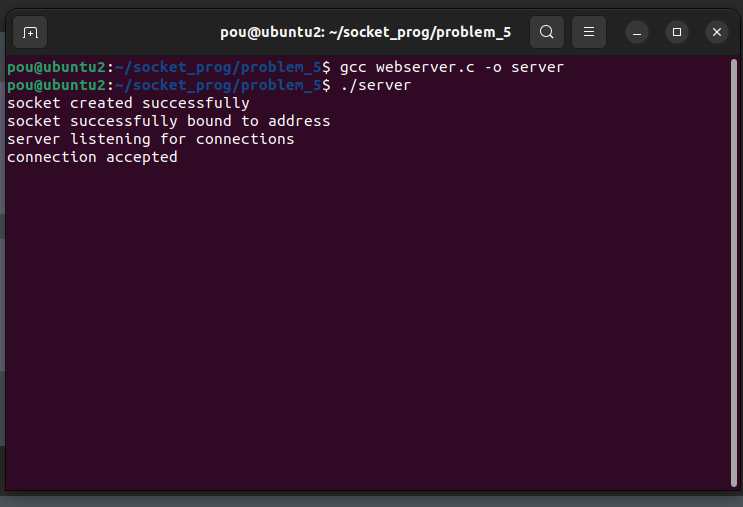 pou@ubuntu2: ~/socket_prog/problem_5
pou@ubuntu2:~/socket_prog/problem_5$ gcc webserver.c -o server
pou@ubuntu2:~/socket_prog/problem_5$ ./server
socket created successfully
socket successfully bound to address
server listening for connections
connection accepted